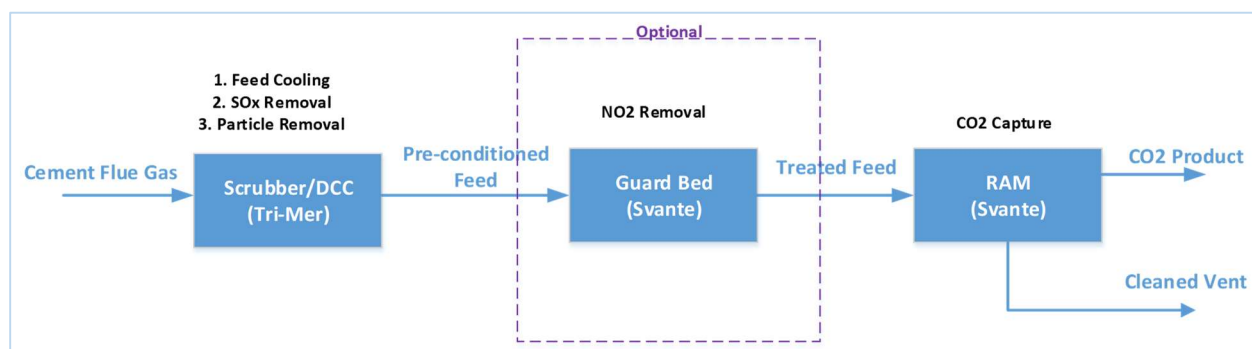 Optional
1. Feed Cooling
2. SOx Removal
3. Particle Removal
NO2 Removal
CO2 Capture
Cement Flue Gas
Scrubber/DCC
(Tri-Mer)
Pre-conditioned
Feed
Guard Bed
(Svante)
Treated Feed
RAM
(Svante)
CO2 Product
Cleaned Vent